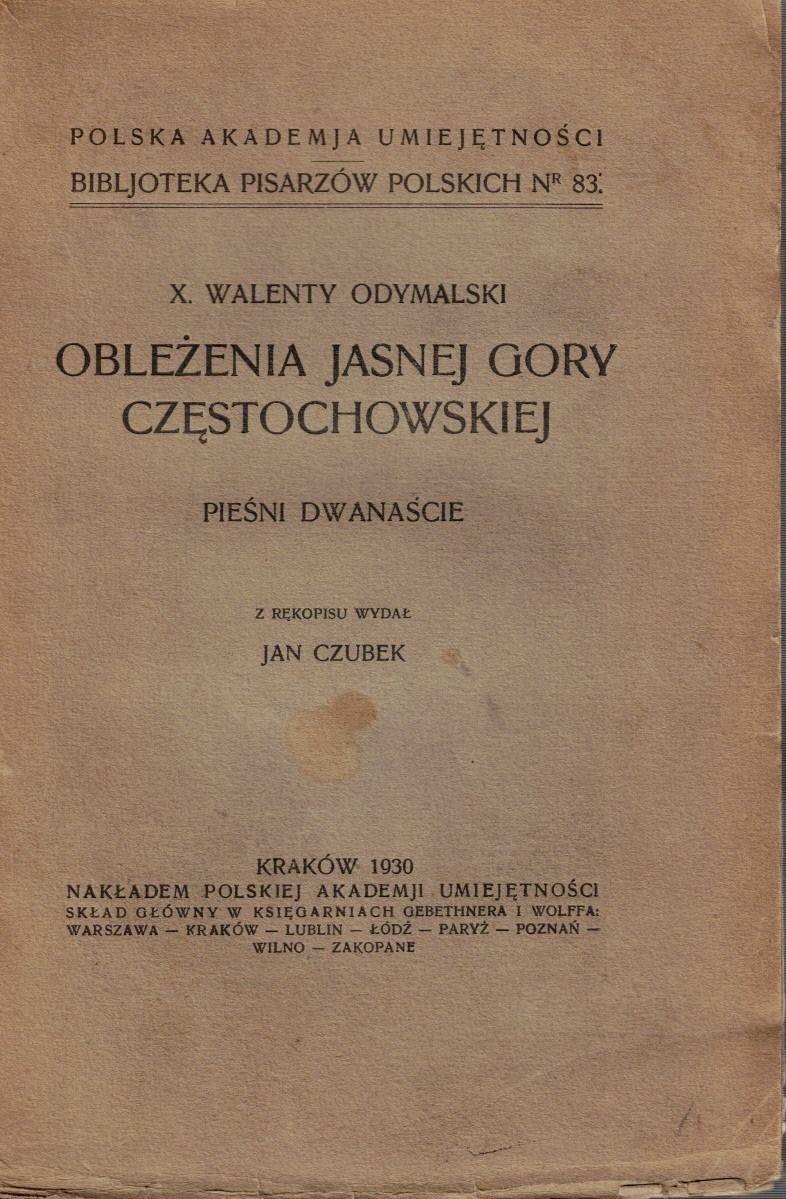 POLSKA AKADEMJA UMIEJĘTNOŚCI
BIBLJOTEKA PISARZÓW POLSKICH Nᴿ 83.
X. WALENTY ODYMALSKI
OBLEŻENIA JASNEJ GORY
CZĘSTOCHOWSKIEJ
PIEŚNI DWANAŚCIE
Z RĘKOPISU WYDAŁ
JAN CZUBEK
KRAKÓW 1930
NAKŁADEM POLSKIEJ AKADEMJI UMIEJĘTNOŚCI
SKŁAD GŁÓWNY W KSIĘGARNIACH GEBETHNERA I WOLFFA:
WARSZAWA — KRAKÓW — LUBLIN — ŁÓDŹ — PARYŻ — POZNAŃ —
WILNO — ZAKOPANE